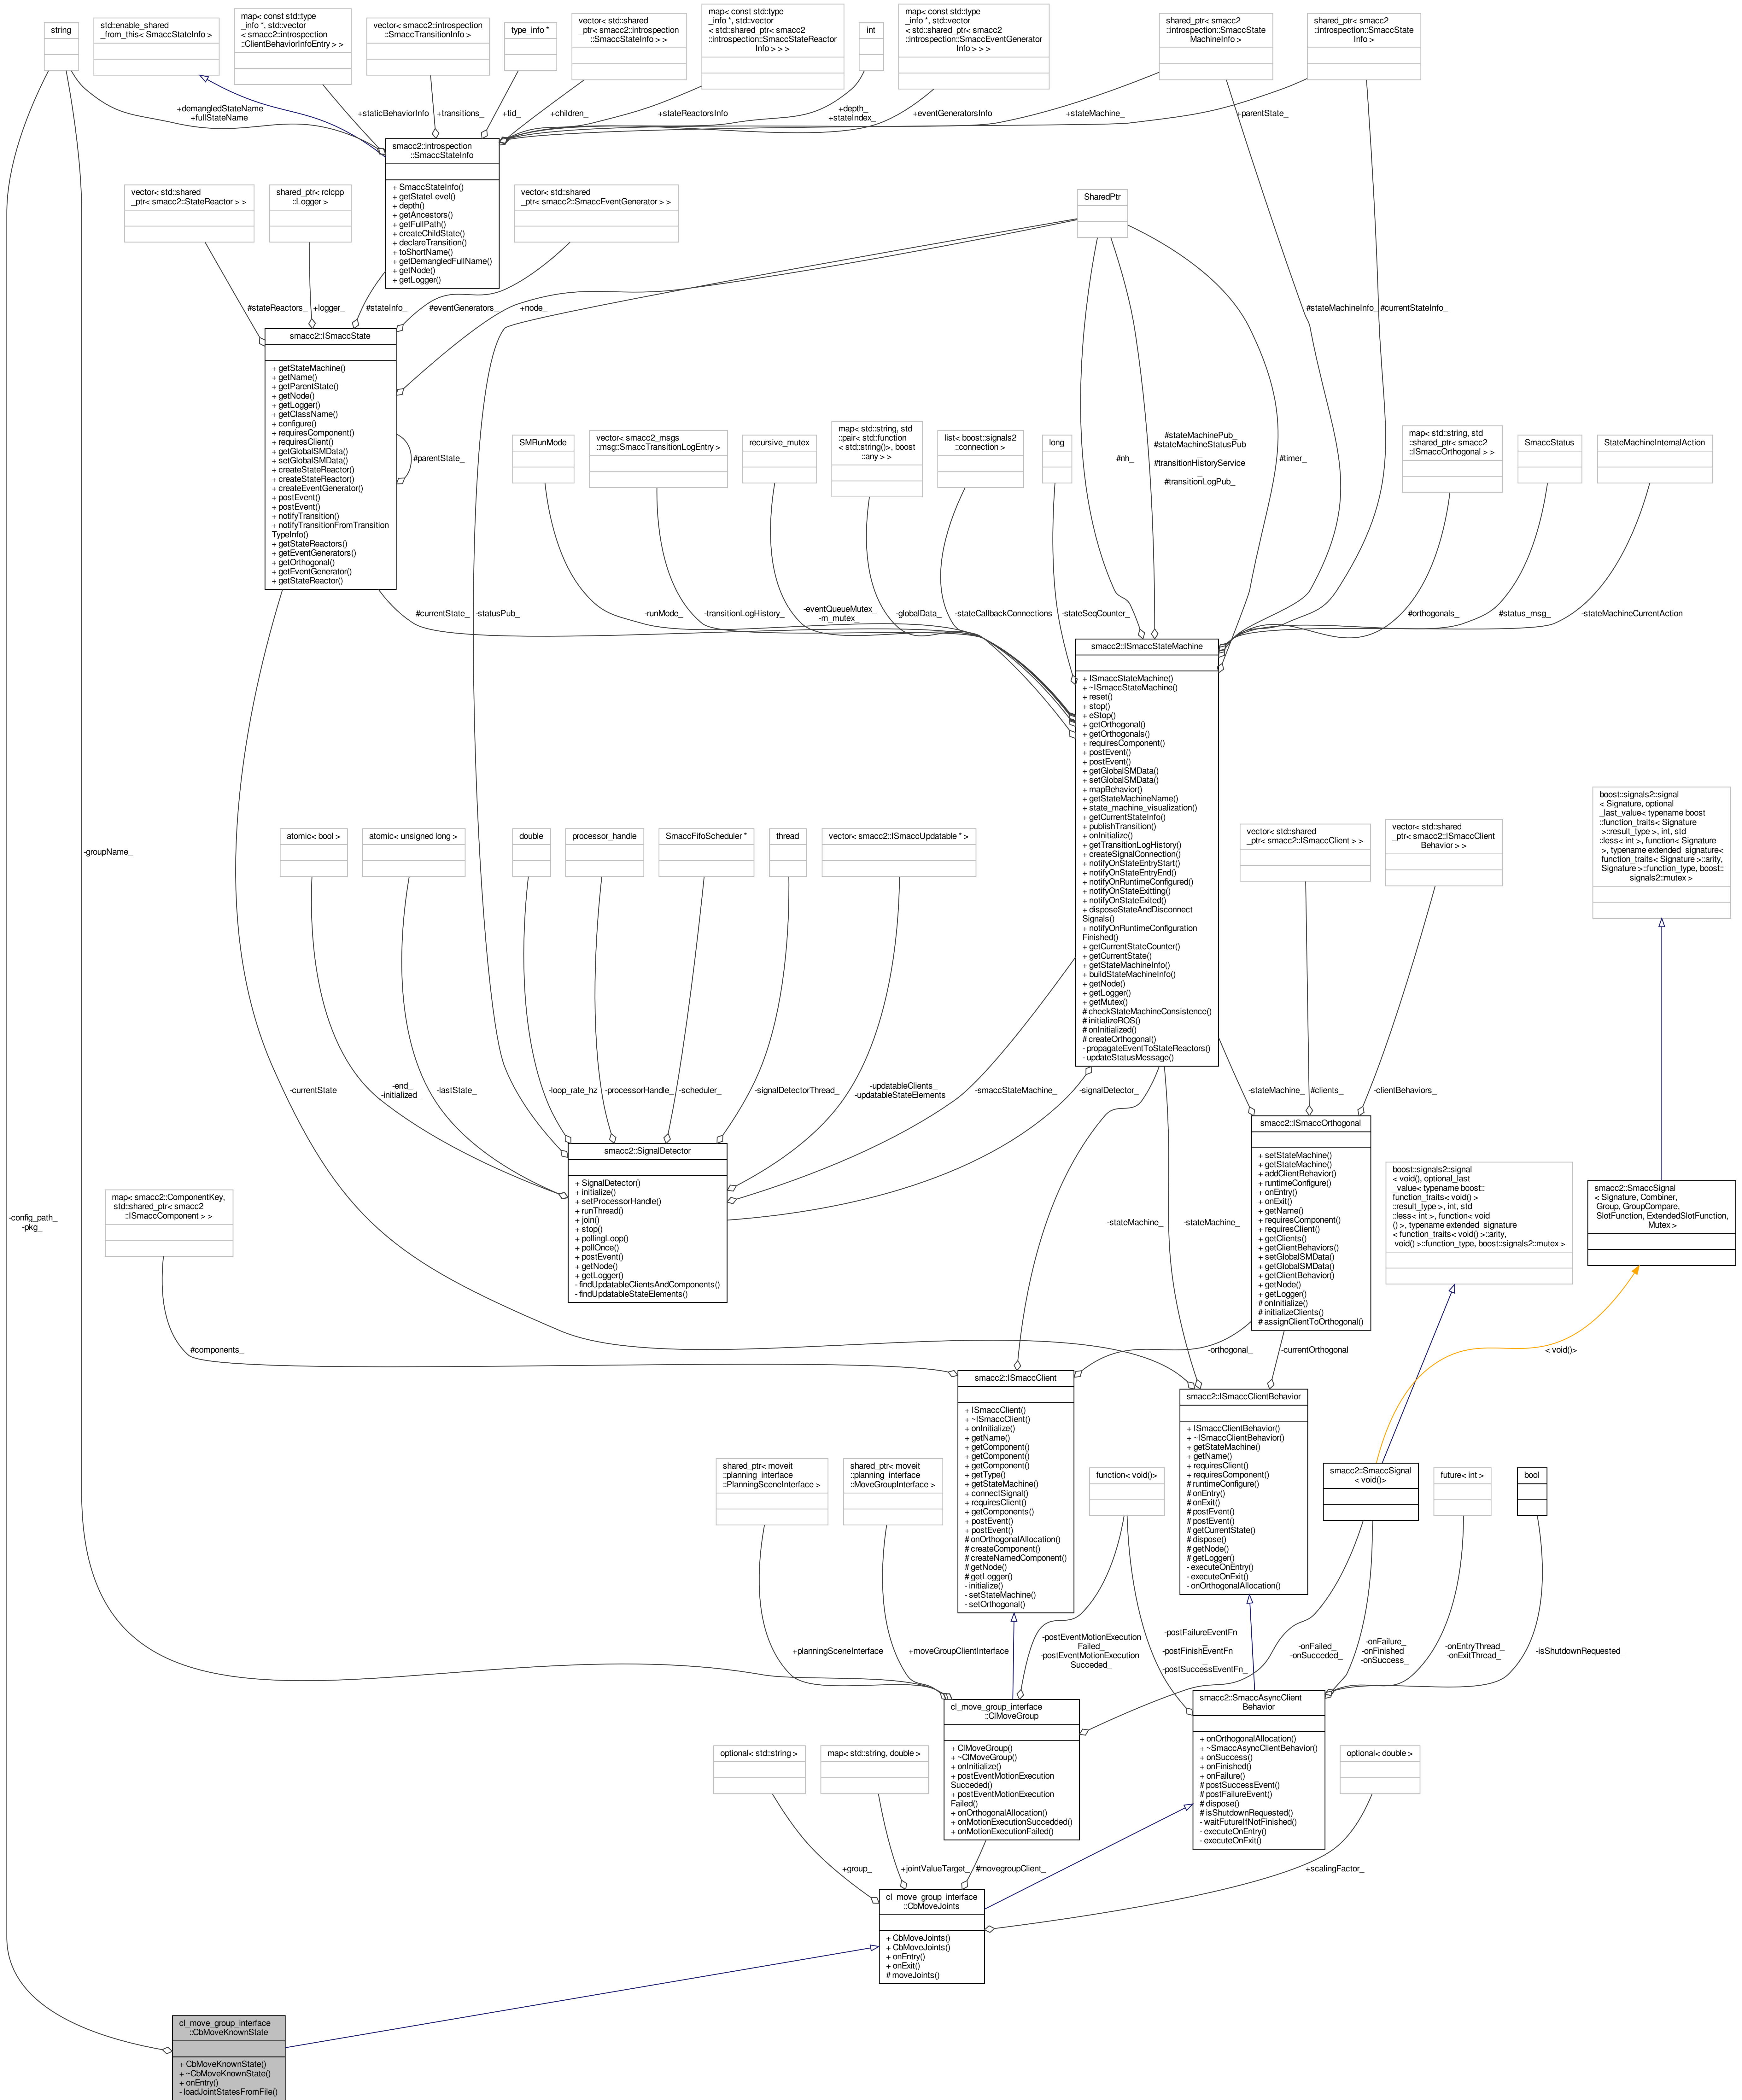 string
std::enable_shared
_from_this< SmaccStateInfo >
map< const std::type
_info *, std::vector
< smacc2::introspection
::ClientBehaviorInfoEntry > >
vector< smacc2::introspection
::SmaccTransitionInfo >
type_info *
vector< std::shared
_ptr< smacc2::introspection
::SmaccStateInfo > >
map< const std::type
_info *, std::vector
< std::shared_ptr< smacc2
::introspection::SmaccStateReactor
Info > > >
int
map< const std::type
_info *, std::vector
< std::shared_ptr< smacc2
::introspection::SmaccEventGenerator
Info > > >
shared_ptr< smacc2
::introspection::SmaccState
MachineInfo >
shared_ptr< smacc2
::introspection::SmaccState
Info >
+demangledStateName
+fullStateName
+staticBehaviorInfo
+transitions_
+tid_
+children_
+stateReactorsInfo
+depth_
+stateIndex_
+eventGeneratorsInfo
+stateMachine_
+parentState_
smacc2::introspection
::SmaccStateInfo
+ SmaccStateInfo()
+ getStateLevel()
+ depth()
+ getAncestors()
+ getFullPath()
+ createChildState()
+ declareTransition()
+ toShortName()
+ getDemangledFullName()
+ getNode()
+ getLogger()
vector< std::shared
_ptr< smacc2::StateReactor > >
shared_ptr< rclcpp
::Logger >
vector< std::shared
_ptr< smacc2::SmaccEventGenerator > >
SharedPtr
#stateReactors_
+logger_
#stateInfo_
#eventGenerators_
+node_
#stateMachineInfo_
#currentStateInfo_
smacc2::ISmaccState
+ getStateMachine()
+ getName()
+ getParentState()
+ getNode()
+ getLogger()
+ getClassName()
+ configure()
+ requiresComponent()
+ requiresClient()
+ getGlobalSMData()
+ setGlobalSMData()
+ createStateReactor()
+ createStateReactor()
+ createEventGenerator()
+ postEvent()
+ postEvent()
+ notifyTransition()
+ notifyTransitionFromTransition
TypeInfo()
+ getStateReactors()
+ getEventGenerators()
+ getOrthogonal()
+ getEventGenerator()
+ getStateReactor()
#parentState_
SMRunMode
vector< smacc2_msgs
::msg::SmaccTransitionLogEntry >
recursive_mutex
map< std::string, std
::pair< std::function
< std::string()>, boost
::any > >
list< boost::signals2
::connection >
long
#nh_
#stateMachinePub_
#stateMachineStatusPub
_
#transitionHistoryService
_
#transitionLogPub_
#timer_
map< std::string, std
::shared_ptr< smacc2
::ISmaccOrthogonal > >
SmaccStatus
StateMachineInternalAction
#currentState_
-statusPub_
-runMode_
-transitionLogHistory_
-eventQueueMutex_
-m_mutex_
-globalData_
-stateCallbackConnections
-stateSeqCounter_
#orthogonals_
#status_msg_
-stateMachineCurrentAction
smacc2::ISmaccStateMachine
+ ISmaccStateMachine()
+ ~ISmaccStateMachine()
+ reset()
+ stop()
+ eStop()
+ getOrthogonal()
+ getOrthogonals()
+ requiresComponent()
+ postEvent()
+ postEvent()
+ getGlobalSMData()
+ setGlobalSMData()
+ mapBehavior()
+ getStateMachineName()
+ state_machine_visualization()
+ getCurrentStateInfo()
+ publishTransition()
+ onInitialize()
+ getTransitionLogHistory()
+ createSignalConnection()
+ notifyOnStateEntryStart()
+ notifyOnStateEntryEnd()
+ notifyOnRuntimeConfigured()
+ notifyOnStateExitting()
+ notifyOnStateExited()
+ disposeStateAndDisconnect
Signals()
+ notifyOnRuntimeConfiguration
Finished()
+ getCurrentStateCounter()
+ getCurrentState()
+ getStateMachineInfo()
+ buildStateMachineInfo()
+ getNode()
+ getLogger()
+ getMutex()
# checkStateMachineConsistence()
# initializeROS()
# onInitialized()
# createOrthogonal()
- propagateEventToStateReactors()
- updateStatusMessage()
boost::signals2::signal
< Signature, optional
_last_value< typename boost
::function_traits< Signature
>::result_type >, int, std
::less< int >, function< Signature
>, typename extended_signature<
function_traits< Signature >::arity,
Signature >::function_type, boost::
signals2::mutex >
-groupName_
atomic< bool >
atomic< unsigned long >
double
processor_handle
SmaccFifoScheduler *
thread
vector< smacc2::ISmaccUpdatable * >
vector< std::shared
_ptr< smacc2::ISmaccClient > >
vector< std::shared
_ptr< smacc2::ISmaccClient
Behavior > >
-currentState
-end_
-initialized_
-lastState_
-loop_rate_hz
-processorHandle_
-scheduler_
-signalDetectorThread_
-updatableClients_
-updatableStateElements_
-smaccStateMachine_
-signalDetector_
-stateMachine_
#clients_
-clientBehaviors_
smacc2::SignalDetector
+ SignalDetector()
+ initialize()
+ setProcessorHandle()
+ runThread()
+ join()
+ stop()
+ pollingLoop()
+ pollOnce()
+ postEvent()
+ getNode()
+ getLogger()
- findUpdatableClientsAndComponents()
- findUpdatableStateElements()
smacc2::ISmaccOrthogonal
+ setStateMachine()
+ getStateMachine()
+ addClientBehavior()
+ runtimeConfigure()
+ onEntry()
+ onExit()
+ getName()
+ requiresComponent()
+ requiresClient()
+ getClients()
+ getClientBehaviors()
+ setGlobalSMData()
+ getGlobalSMData()
+ getClientBehavior()
+ getNode()
+ getLogger()
# onInitialize()
# initializeClients()
# assignClientToOrthogonal()
boost::signals2::signal
< void(), optional_last
_value< typename boost::
function_traits< void()>
::result_type >, int, std
::less< int >, function< void
() >, typename extended_signature
< function_traits< void() >::arity,
void() >::function_type, boost::signals2::mutex >
smacc2::SmaccSignal
< Signature, Combiner,
Group, GroupCompare,
SlotFunction, ExtendedSlotFunction,
Mutex >
map< smacc2::ComponentKey,
std::shared_ptr< smacc2
::ISmaccComponent > >
-config_path_
-pkg_
-stateMachine_
-stateMachine_
#components_
-orthogonal_
-currentOrthogonal
< void()>
smacc2::ISmaccClient
+ ISmaccClient()
+ ~ISmaccClient()
+ onInitialize()
+ getName()
+ getComponent()
+ getComponent()
+ getComponent()
+ getType()
+ getStateMachine()
+ connectSignal()
+ requiresClient()
+ getComponents()
+ postEvent()
+ postEvent()
# onOrthogonalAllocation()
# createComponent()
# createNamedComponent()
# getNode()
# getLogger()
- initialize()
- setStateMachine()
- setOrthogonal()
smacc2::ISmaccClientBehavior
+ ISmaccClientBehavior()
+ ~ISmaccClientBehavior()
+ getStateMachine()
+ getName()
+ requiresClient()
+ requiresComponent()
# runtimeConfigure()
# onEntry()
# onExit()
# postEvent()
# postEvent()
# getCurrentState()
# dispose()
# getNode()
# getLogger()
- executeOnEntry()
- executeOnExit()
- onOrthogonalAllocation()
shared_ptr< moveit
::planning_interface
::PlanningSceneInterface >
shared_ptr< moveit
::planning_interface
::MoveGroupInterface >
function< void()>
smacc2::SmaccSignal
< void()>
future< int >
bool
+planningSceneInterface
+moveGroupClientInterface
-postEventMotionExecution
Failed_
-postEventMotionExecution
Succeded_
-postFailureEventFn
_
-postFinishEventFn
_
-postSuccessEventFn_
-onFailed_
-onSucceded_
-onFailure_
-onFinished_
-onSuccess_
-onEntryThread_
-onExitThread_
-isShutdownRequested_
cl_move_group_interface
::ClMoveGroup
+ ClMoveGroup()
+ ~ClMoveGroup()
+ onInitialize()
+ postEventMotionExecution
Succeded()
+ postEventMotionExecution
Failed()
+ onOrthogonalAllocation()
+ onMotionExecutionSuccedded()
+ onMotionExecutionFailed()
smacc2::SmaccAsyncClient
Behavior
+ onOrthogonalAllocation()
+ ~SmaccAsyncClientBehavior()
+ onSuccess()
+ onFinished()
+ onFailure()
# postSuccessEvent()
# postFailureEvent()
# dispose()
# isShutdownRequested()
- waitFutureIfNotFinished()
- executeOnEntry()
- executeOnExit()
optional< std::string >
map< std::string, double >
optional< double >
+group_
+jointValueTarget_
#movegroupClient_
+scalingFactor_
cl_move_group_interface
::CbMoveJoints
+ CbMoveJoints()
+ CbMoveJoints()
+ onEntry()
+ onExit()
# moveJoints()
cl_move_group_interface
::CbMoveKnownState
+ CbMoveKnownState()
+ ~CbMoveKnownState()
+ onEntry()
- loadJointStatesFromFile()